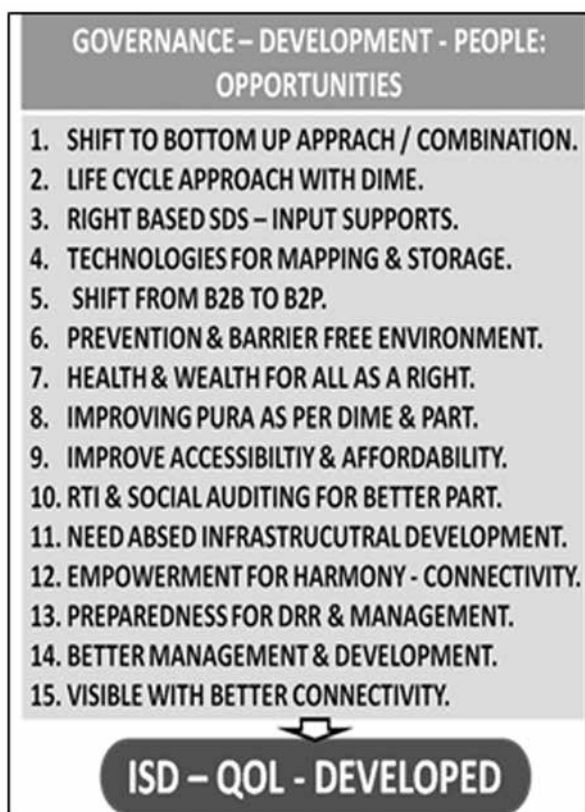 GOVERNANCE – DEVELOPMENT - PEOPLE:
OPPORTUNITIES
1. SHIFT TO BOTTOM UP APPRACH / COMBINATION.
2. LIFE CYCLE APPROACH WITH DIME.
3. RIGHT BASED SDS – INPUT SUPPORTS.
4. TECHNOLOGIES FOR MAPPING & STORAGE.
5. SHIFT FROM B2B TO B2P.
6. PREVENTION & BARRIER FREE ENVIRONMENT.
7. HEALTH & WEALTH FOR ALL AS A RIGHT.
8. IMPROVING PURA AS PER DIME & PART.
9. IMPROVE ACCESSIBILTIY & AFFORDABILITY.
10. RTI & SOCIAL AUDITING FOR BETTER PART.
11. NEED ABSED INFRASTRUCUTRAL DEVELOPMENT.
12. EMPOWERMENT FOR HARMONY - CONNECTIVITY.
13. PREPAREDNESS FOR DRR & MANAGEMENT.
14. BETTER MANAGEMENT & DEVELOPMENT.
15. VISIBLE WITH BETTER CONNECTIVITY.
ISD – QOL - DEVELOPED